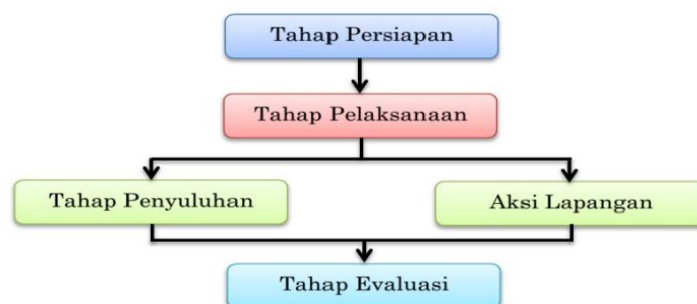 Tahap Persiapan
Tahap Pelaksanaan
Tahap Penyuluhan
Aksi Lapangan
Tahap Evaluasi